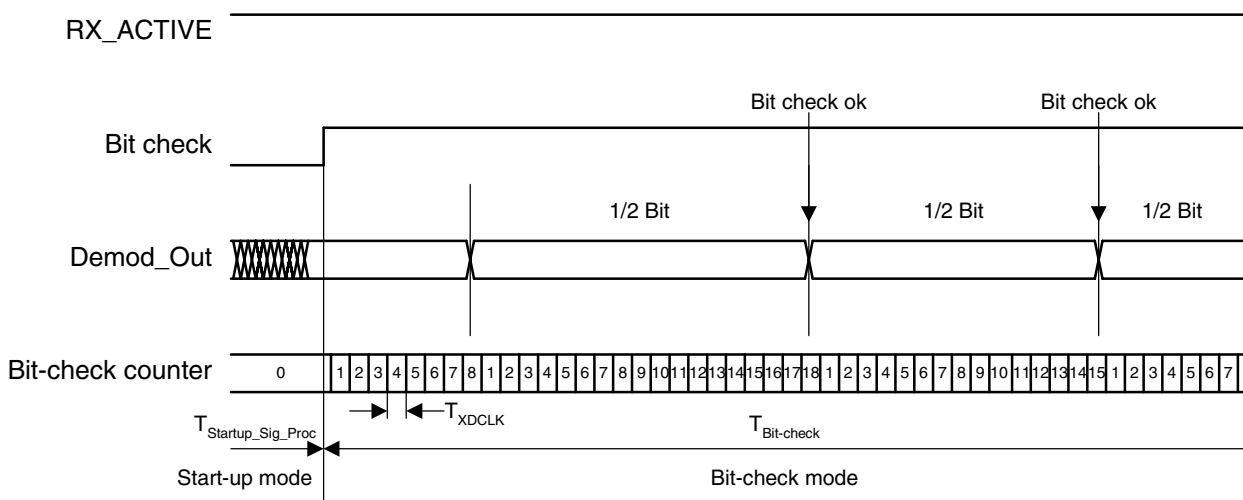 RX_ACTIVE
Bit check ok Bit check ok
Bit check
1/2 Bit 1/2 Bit 1/2 Bit
Demod_Out
Bit-check counter 0 1 2 3 4 5 6 7 8 1 2 3 4 5 6 7 8 9 10 11 12 13 14 15 16 17 18 1 2 3 4 5 6 7 8 9 10 11 12 13 14 15 1 2 3 4 5 6 7
TXDCLK
TStartup_Sig_Proc TBit-check
Start-up mode Bit-check mode